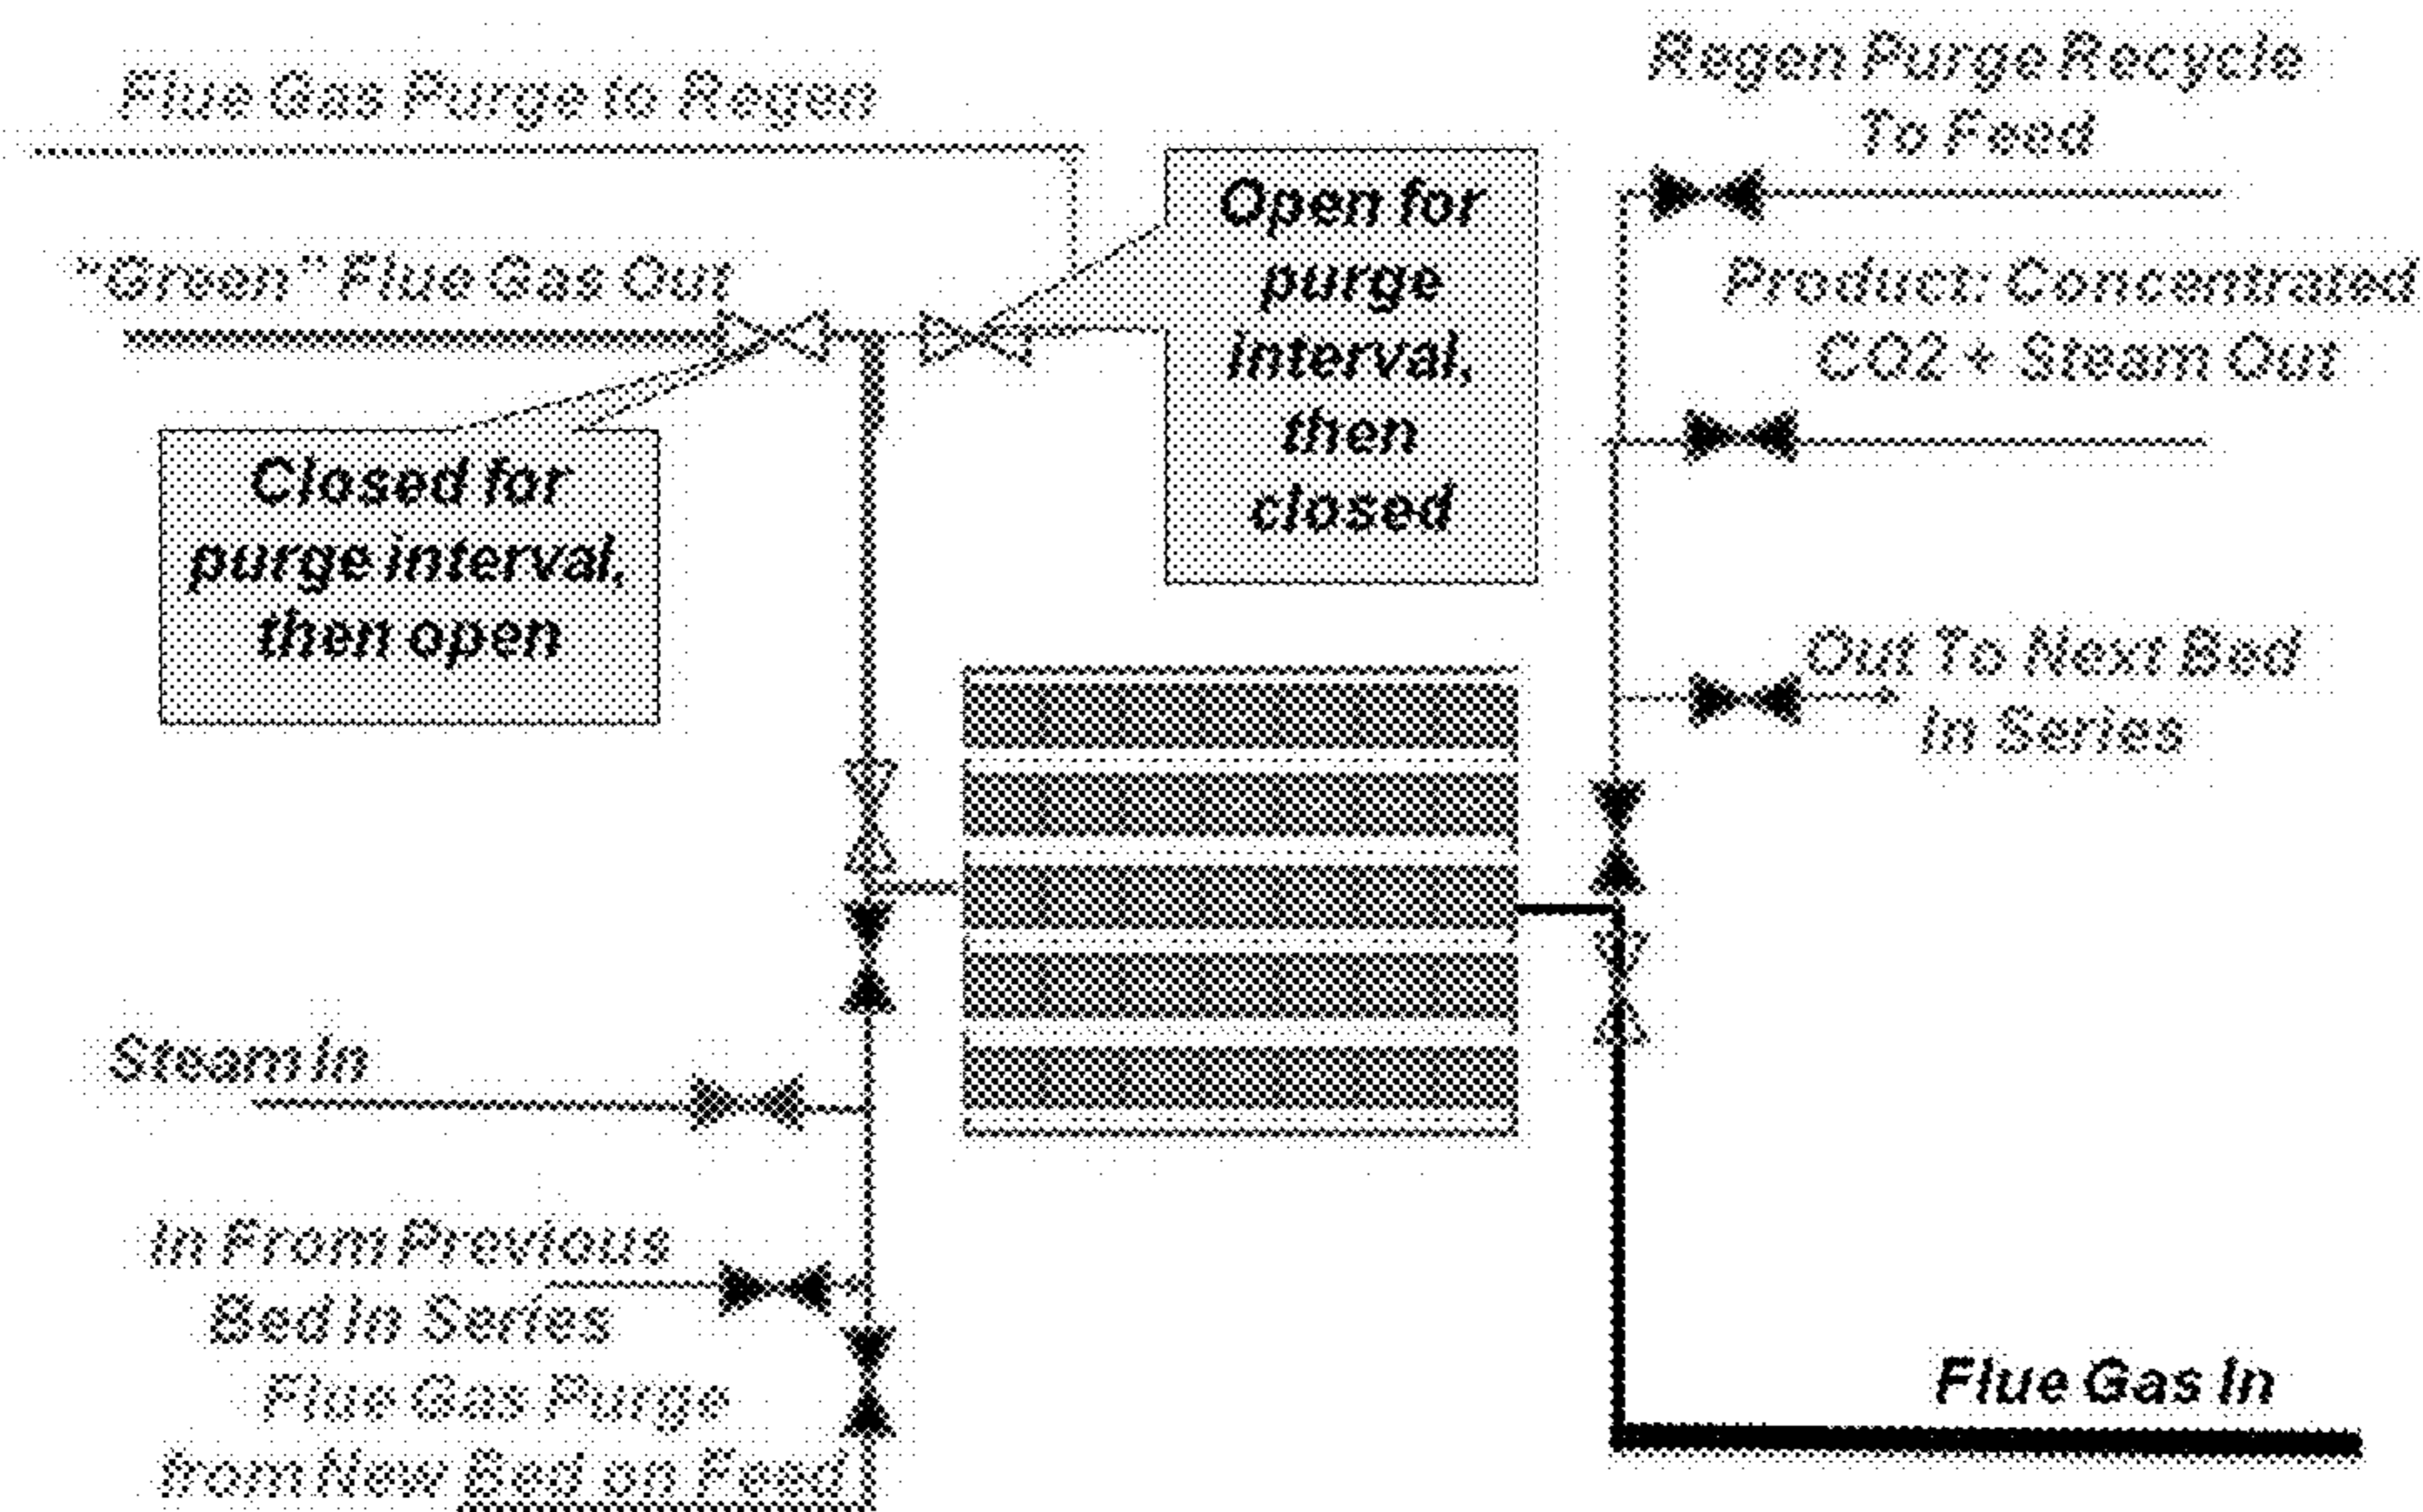 Flue Gas Purge to Regen
"Green" Flue Gas Out
Closed for
purge interval,
then open
Open for
purge
interval,
then
closed
Regen Purge Recycle
To Feed
Product: Concentrated
CO2 + Steam Out
Out To Next Bed
In Series
Steam In
In From Previous
Bed In Series
Flue Gas Purge
from New Bed on Feed
Flue Gas In